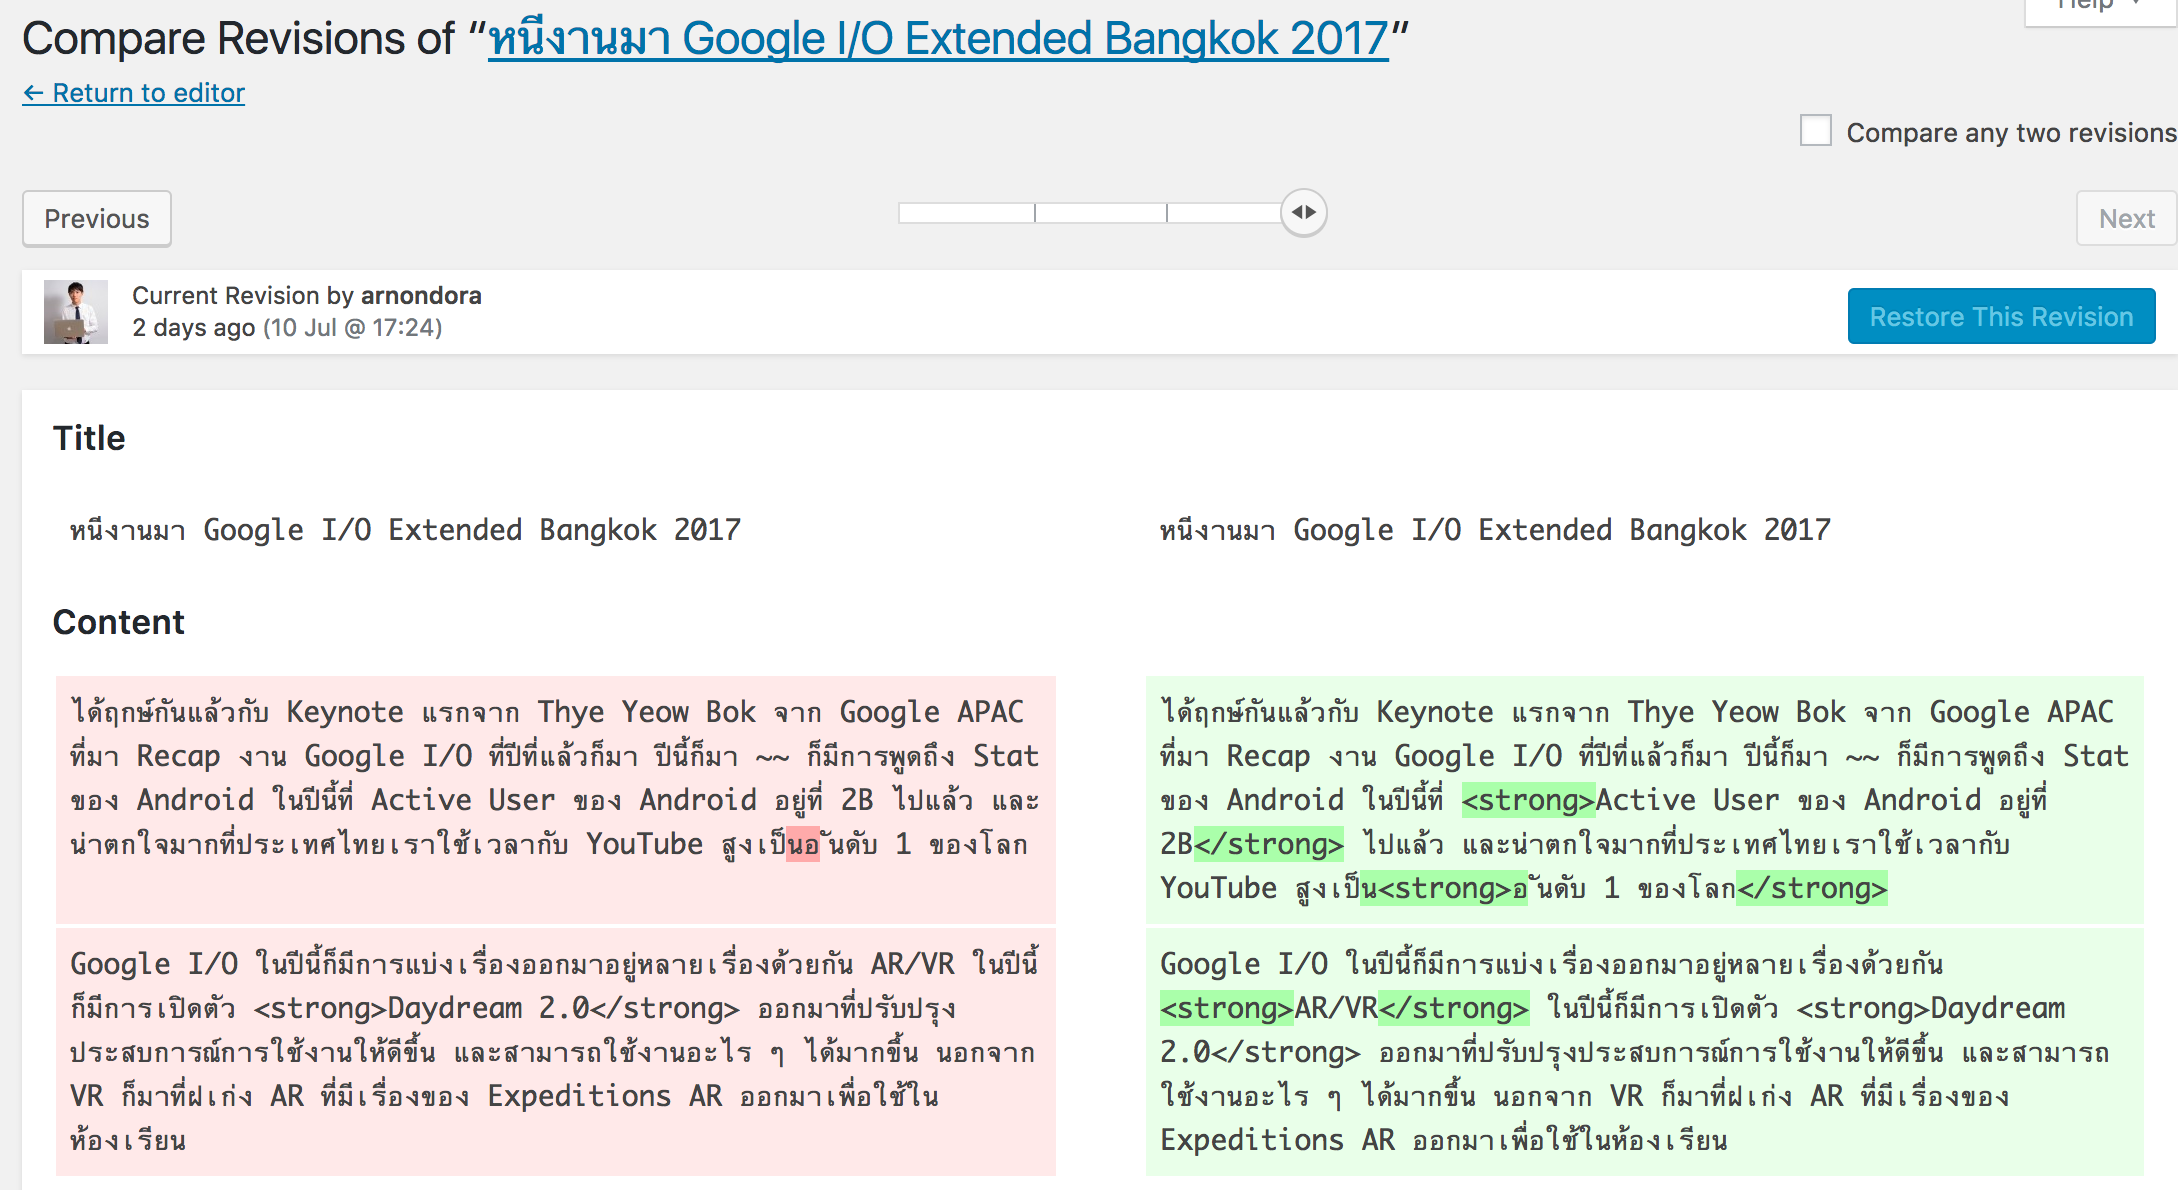 Help
Compare Revisions of “หนีงานมา Google I/O Extended Bangkok 2017”
← Return to editor
Compare any two revisions
Previous
Next
Current Revision by arnondora
2 days ago (10 Jul @ 17:24)
Restore This Revision
Title
หนีงานมา Google I/O Extended Bangkok 2017
หนีงานมา Google I/O Extended Bangkok 2017
Content
ได้ฤกษ์กันแล้วกับ Keynote แรกจาก Thye Yeow Bok จาก Google APAC
ที่มา Recap งาน Google I/O ที่ปีที่แล้วก็มา ปีนี้ก็มา ~~ ก็มีการพูดถึง Stat
ของ Android ในปีนี้ที่ Active User ของ Android อยู่ที่ 2B ไปแล้ว และ
น่าตกใจมากที่ประเทศไทยเราใช้เวลากับ YouTube สูงเป็นอันดับ 1 ของโลก
ได้ฤกษ์กันแล้วกับ Keynote แรกจาก Thye Yeow Bok จาก Google APAC
ที่มา Recap งาน Google I/O ที่ปีที่แล้วก็มา ปีนี้ก็มา ~~ ก็มีการพูดถึง Stat
ของ Android ในปีนี้ที่ <strong>Active User ของ Android อยู่ที่
2B</strong> ไปแล้ว และน่าตกใจมากที่ประเทศไทยเราใช้เวลากับ
YouTube สูงเป็น<strong>อันดับ 1 ของโลก</strong>
Google I/O ในปีนี้ก็มีการแบ่งเรื่องออกมาอยู่หลายเรื่องด้วยกัน AR/VR ในปีนี้
ก็มีการเปิดตัว <strong>Daydream 2.0</strong> ออกมาที่ปรับปรุง
ประสบการณ์การใช้งานให้ดีขึ้น และสามารถใช้งานอะไร ๆ ได้มากขึ้น นอกจาก
VR ก็มาที่ฝเก่ง AR ที่มีเรื่องของ Expeditions AR ออกมาเพื่อใช้ใน
ห้องเรียน
Google I/O ในปีนี้ก็มีการแบ่งเรื่องออกมาอยู่หลายเรื่องด้วยกัน
<strong>AR/VR</strong> ในปีนี้ก็มีการเปิดตัว <strong>Daydream
2.0</strong> ออกมาที่ปรับปรุงประสบการณ์การใช้งานให้ดีขึ้น และสามารถ
ใช้งานอะไร ๆ ได้มากขึ้น นอกจาก VR ก็มาที่ฝเก่ง AR ที่มีเรื่องของ
Expeditions AR ออกมาเพื่อใช้ในห้องเรียน